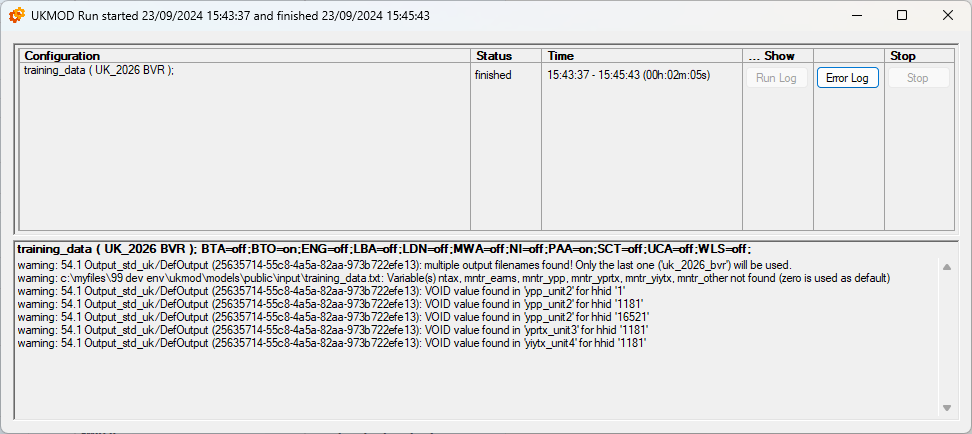 UKMOD Run started 23/09/2024 15:43:37 and finished 23/09/2024 15:45:43
Configuration Status Time ... Show Stop
training_data ( UK_2026 BVR ); finished 15:43:37 - 15:45:43 (00h:02m:05s) Run Log Error Log Stop
training_data ( UK_2026 BVR ); BTA=off;BTO=on;ENG=off;LBA=off;LDN=off;MWA=off;NI=off;PAA=on;SCT=off;UCA=off;WLS=off;
warning: 54.1 Output_std_uk/DefOutput (25635714-55c8-4a5a-82aa-973b722efe13): multiple output filenames found! Only the last one ('uk_2026_bvr') will be used.
warning: c:\myfiles\99 dev env\ukmod\models\public\input\training_data.txt: Variable(s) ntax, mntr_earns, mntr_ypp, mntr_yprtx, mntr_yiytx, mntr_other not found (zero is used as default)
warning: 54.1 Output_std_uk/DefOutput (25635714-55c8-4a5a-82aa-973b722efe13): VOID value found in 'ypp_unit2' for hhid '1'
warning: 54.1 Output_std_uk/DefOutput (25635714-55c8-4a5a-82aa-973b722efe13): VOID value found in 'ypp_unit2' for hhid '1181'
warning: 54.1 Output_std_uk/DefOutput (25635714-55c8-4a5a-82aa-973b722efe13): VOID value found in 'ypp_unit2' for hhid '16521'
warning: 54.1 Output_std_uk/DefOutput (25635714-55c8-4a5a-82aa-973b722efe13): VOID value found in 'yprtx_unit3' for hhid '1181'
warning: 54.1 Output_std_uk/DefOutput (25635714-55c8-4a5a-82aa-973b722efe13): VOID value found in 'yiytx_unit4' for hhid '1181'